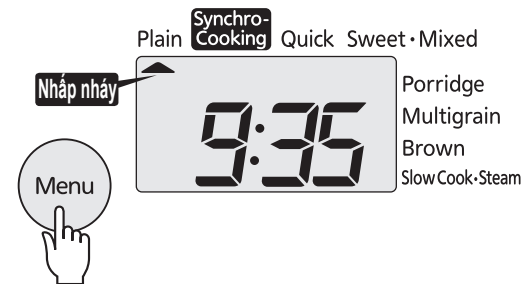 Plain Synchro-Cooking Quick Sweet・Mixed
Nhấp nháy
9:35
Porridge
Multigrain
Brown
Slow Cook・Steam
Menu